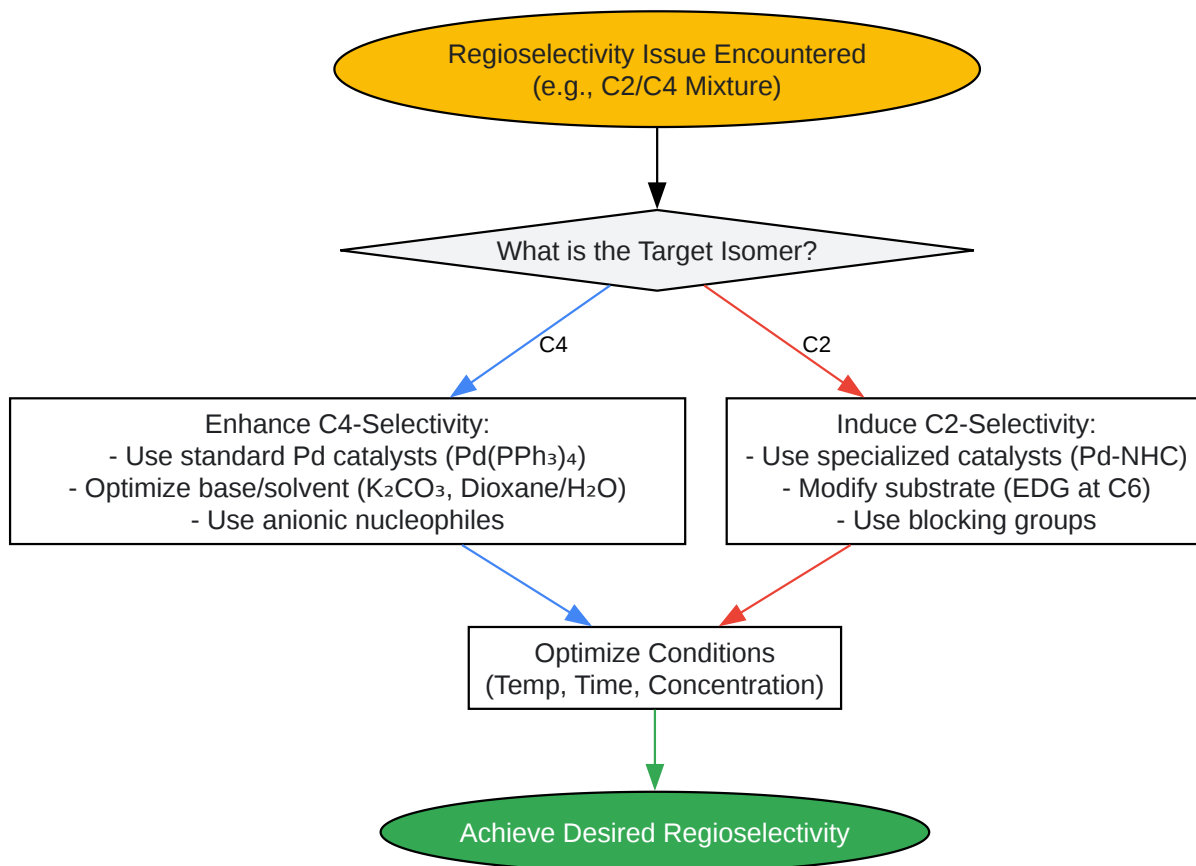 Regioselectivity Issue Encountered
(e.g., C2/C4 Mixture)
What is the Target Isomer?
C4
C2
Enhance C4-Selectivity:
- Use standard Pd catalysts (Pd(PPh₃)₄)
- Optimize base/solvent (K₂CO₃, Dioxane/H₂O)
- Use anionic nucleophiles
Induce C2-Selectivity:
- Use specialized catalysts (Pd-NHC)
- Modify substrate (EDG at C6)
- Use blocking groups
Optimize Conditions
(Temp, Time, Concentration)
Achieve Desired Regioselectivity